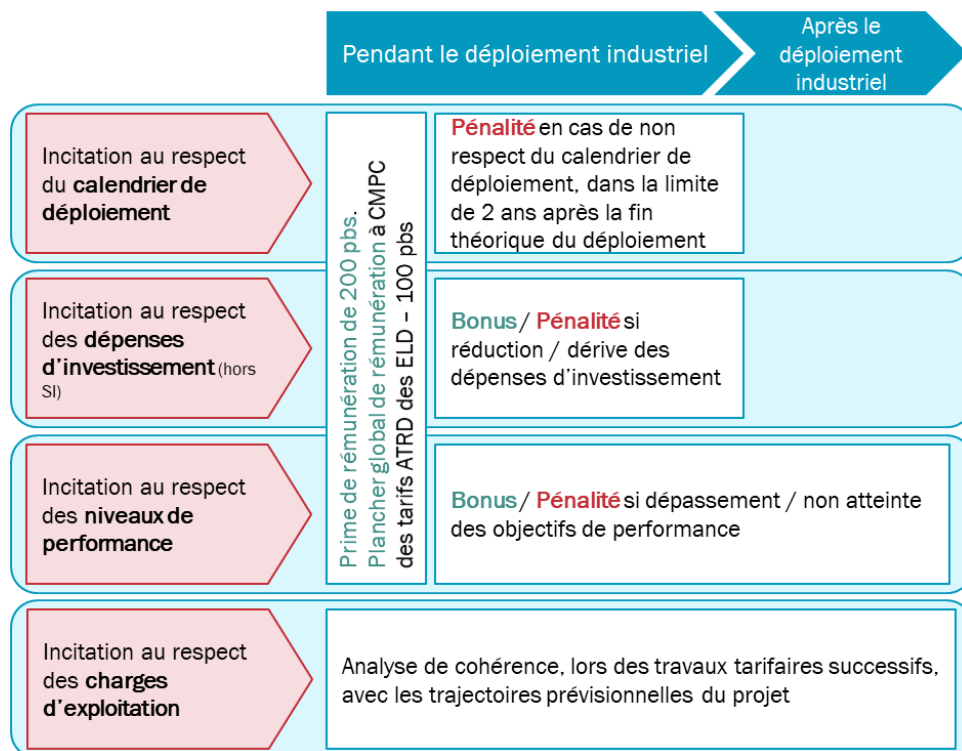 Pendant le déploiement industriel
Après le
déploiement
industriel
Incitation au respect
du calendrier de
déploiement
Prime de rémunération de 200 pbs.
Plancher global de rémunération à CMPC
des tarifs ATRD des ELD – 100 pbs
Pénalité en cas de non
respect du calendrier de
déploiement, dans la limite
de 2 ans après la fin
théorique du déploiement
Incitation au respect
des dépenses
d'investissement (hors
SI)
Bonus / Pénalité si
réduction / dérive des
dépenses d'investissement
Incitation au respect
des niveaux de
performance
Bonus / Pénalité si dépassement / non atteinte
des objectifs de performance
Incitation au respect
des charges
d'exploitation
Analyse de cohérence, lors des travaux tarifaires successifs,
avec les trajectoires prévisionnelles du projet